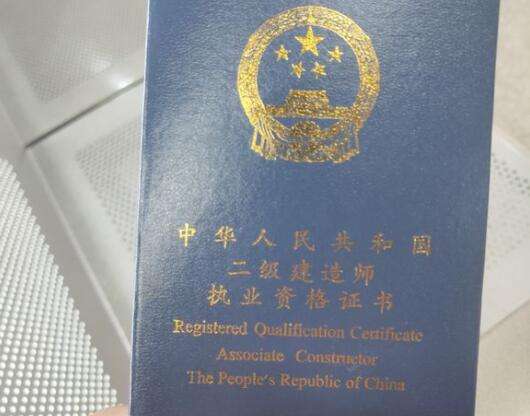 中华人民共和国
二级建造师
执业资格证书
Registered Qualification Certificate
Associate Constructor
The People's Republic of China